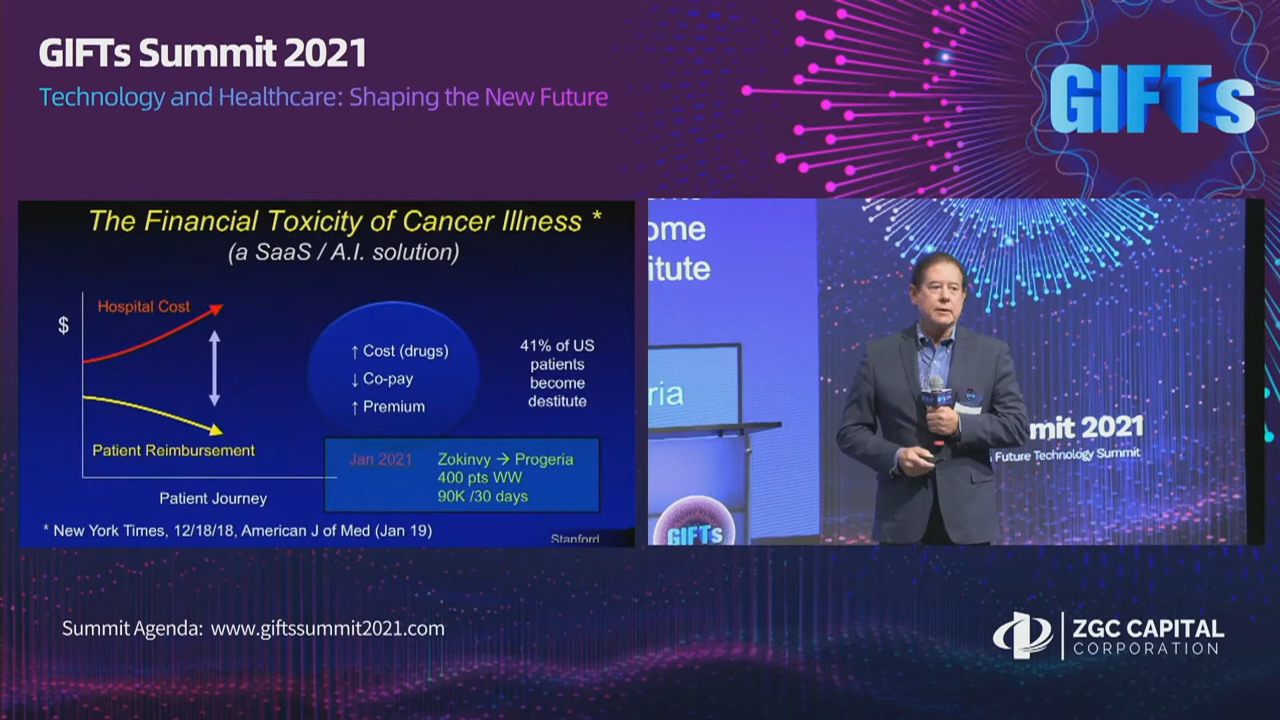 GIFTs Summit 2021
Technology and Healthcare: Shaping the New Future
GIFTs
The Financial Toxicity of Cancer Illness *
(a SaaS / A.I. solution)
Hospital Cost
$
↑ Cost (drugs)
↓ Co-pay
↑ Premium
41% of US
patients
become
destitute
Patient Reimbursement
Jan 2021
Zokinvy → Progeria
400 pts WW
90K /30 days
Patient Journey
* New York Times, 12/18/18, American J of Med (Jan 19)
Stanford
ome
itute
ria
mit 2021
Future Technology Summit
GIFTs
Summit Agenda: www.giftssummit2021.com
ZGC CAPITAL
CORPORATION